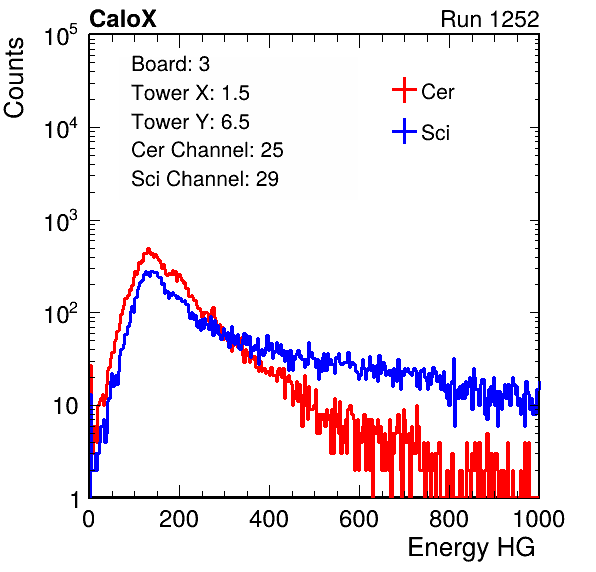 CaloX Run 1252
Counts
10^5
10^4
10^3
10^2
10
1
Board: 3
Tower X: 1.5
Tower Y: 6.5
Cer Channel: 25
Sci Channel: 29
Cer
Sci
0 200 400 600 800 1000
Energy HG